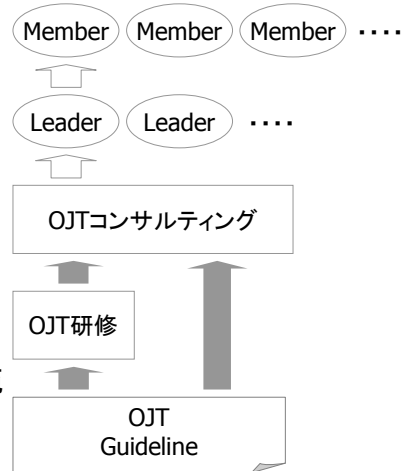 Member Member Member ････
Leader Leader ････
OJTコンサルティング
OJT研修
OJT
Guideline